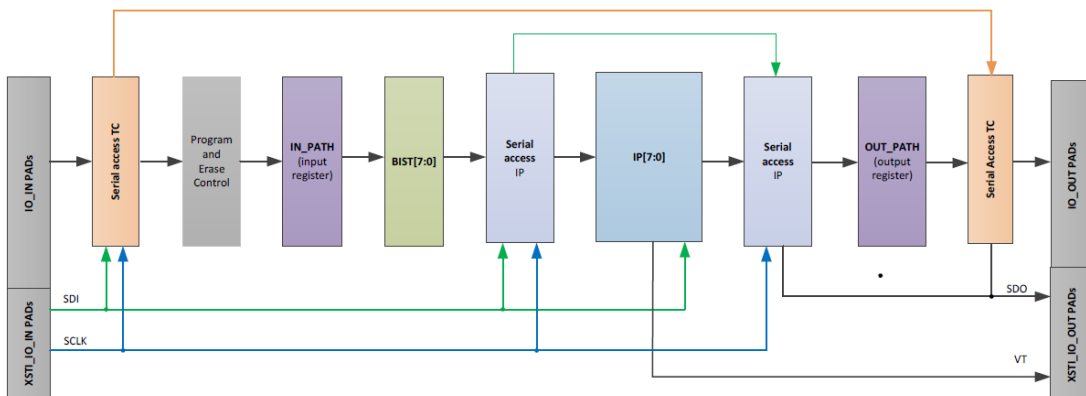 IO_IN PADs
Serial access TC
Program
and
Erase
Control
IN_PATH
(input
register)
BIST[7:0]
Serial
access
IP
IP[7:0]
Serial
access
IP
OUT_PATH
(output
register)
Serial Access TC
IO_OUT PADs
XSTI_IO_IN PADs
SDI
SCLK
SDO
VT
XSTI_IO_OUT PADs